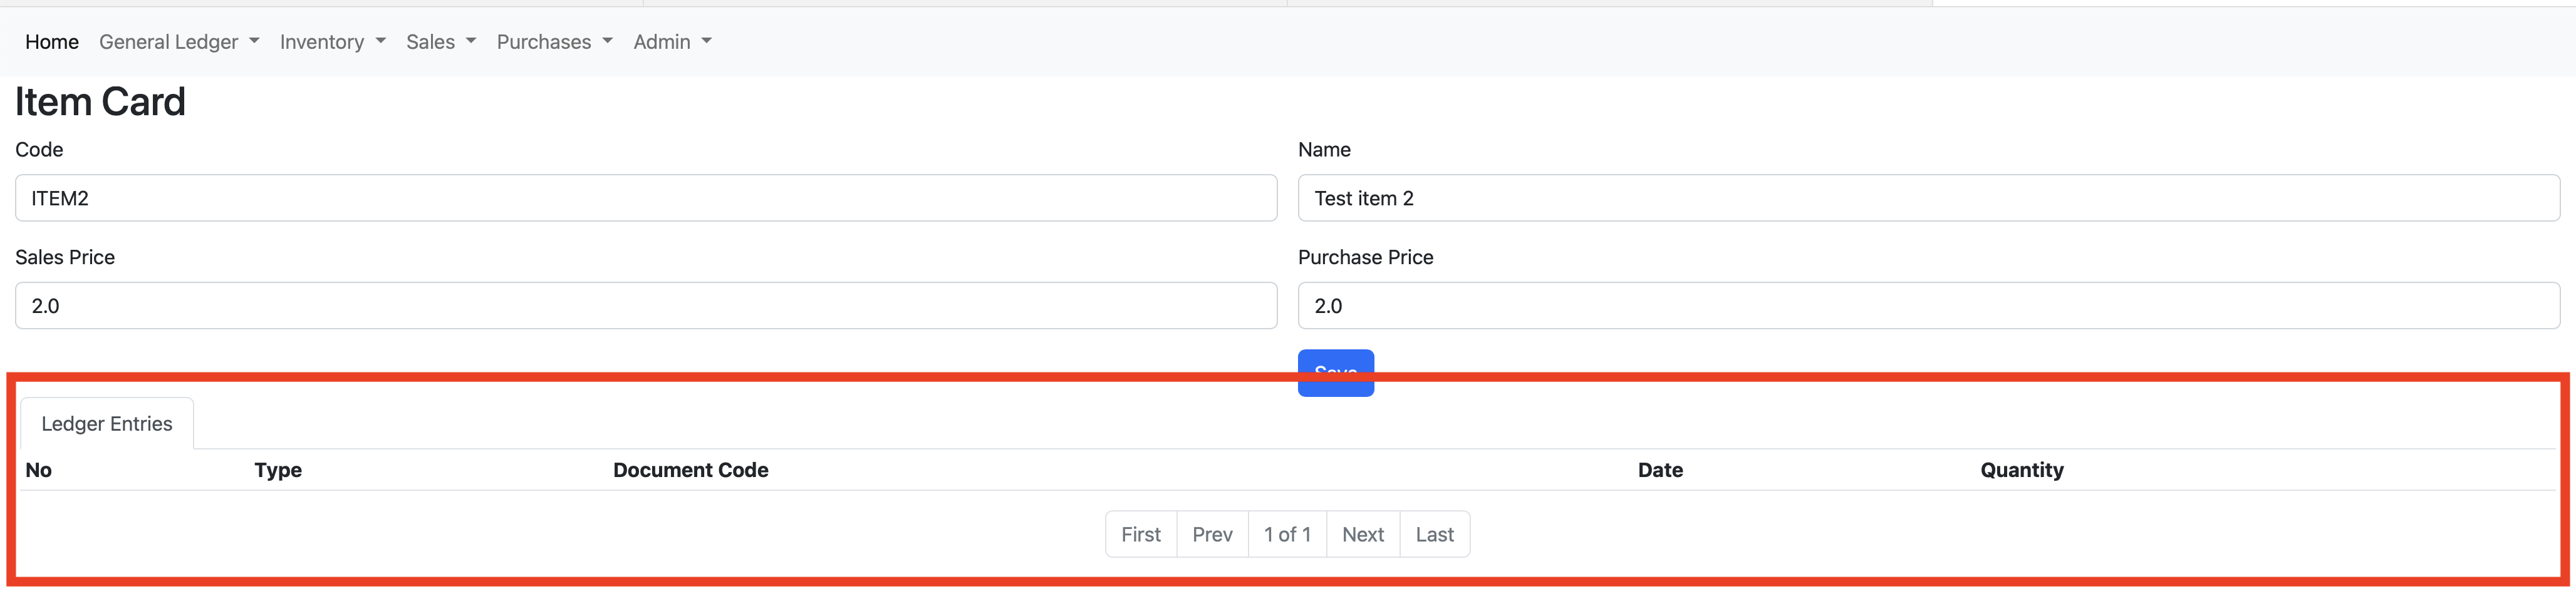 Home General Ledger Inventory Sales Purchases Admin
Item Card
Code Name
ITEM2 Test item 2
Sales Price Purchase Price
2.0 2.0
Save
Ledger Entries
No Type Document Code Date Quantity
First Prev 1 of 1 Next Last